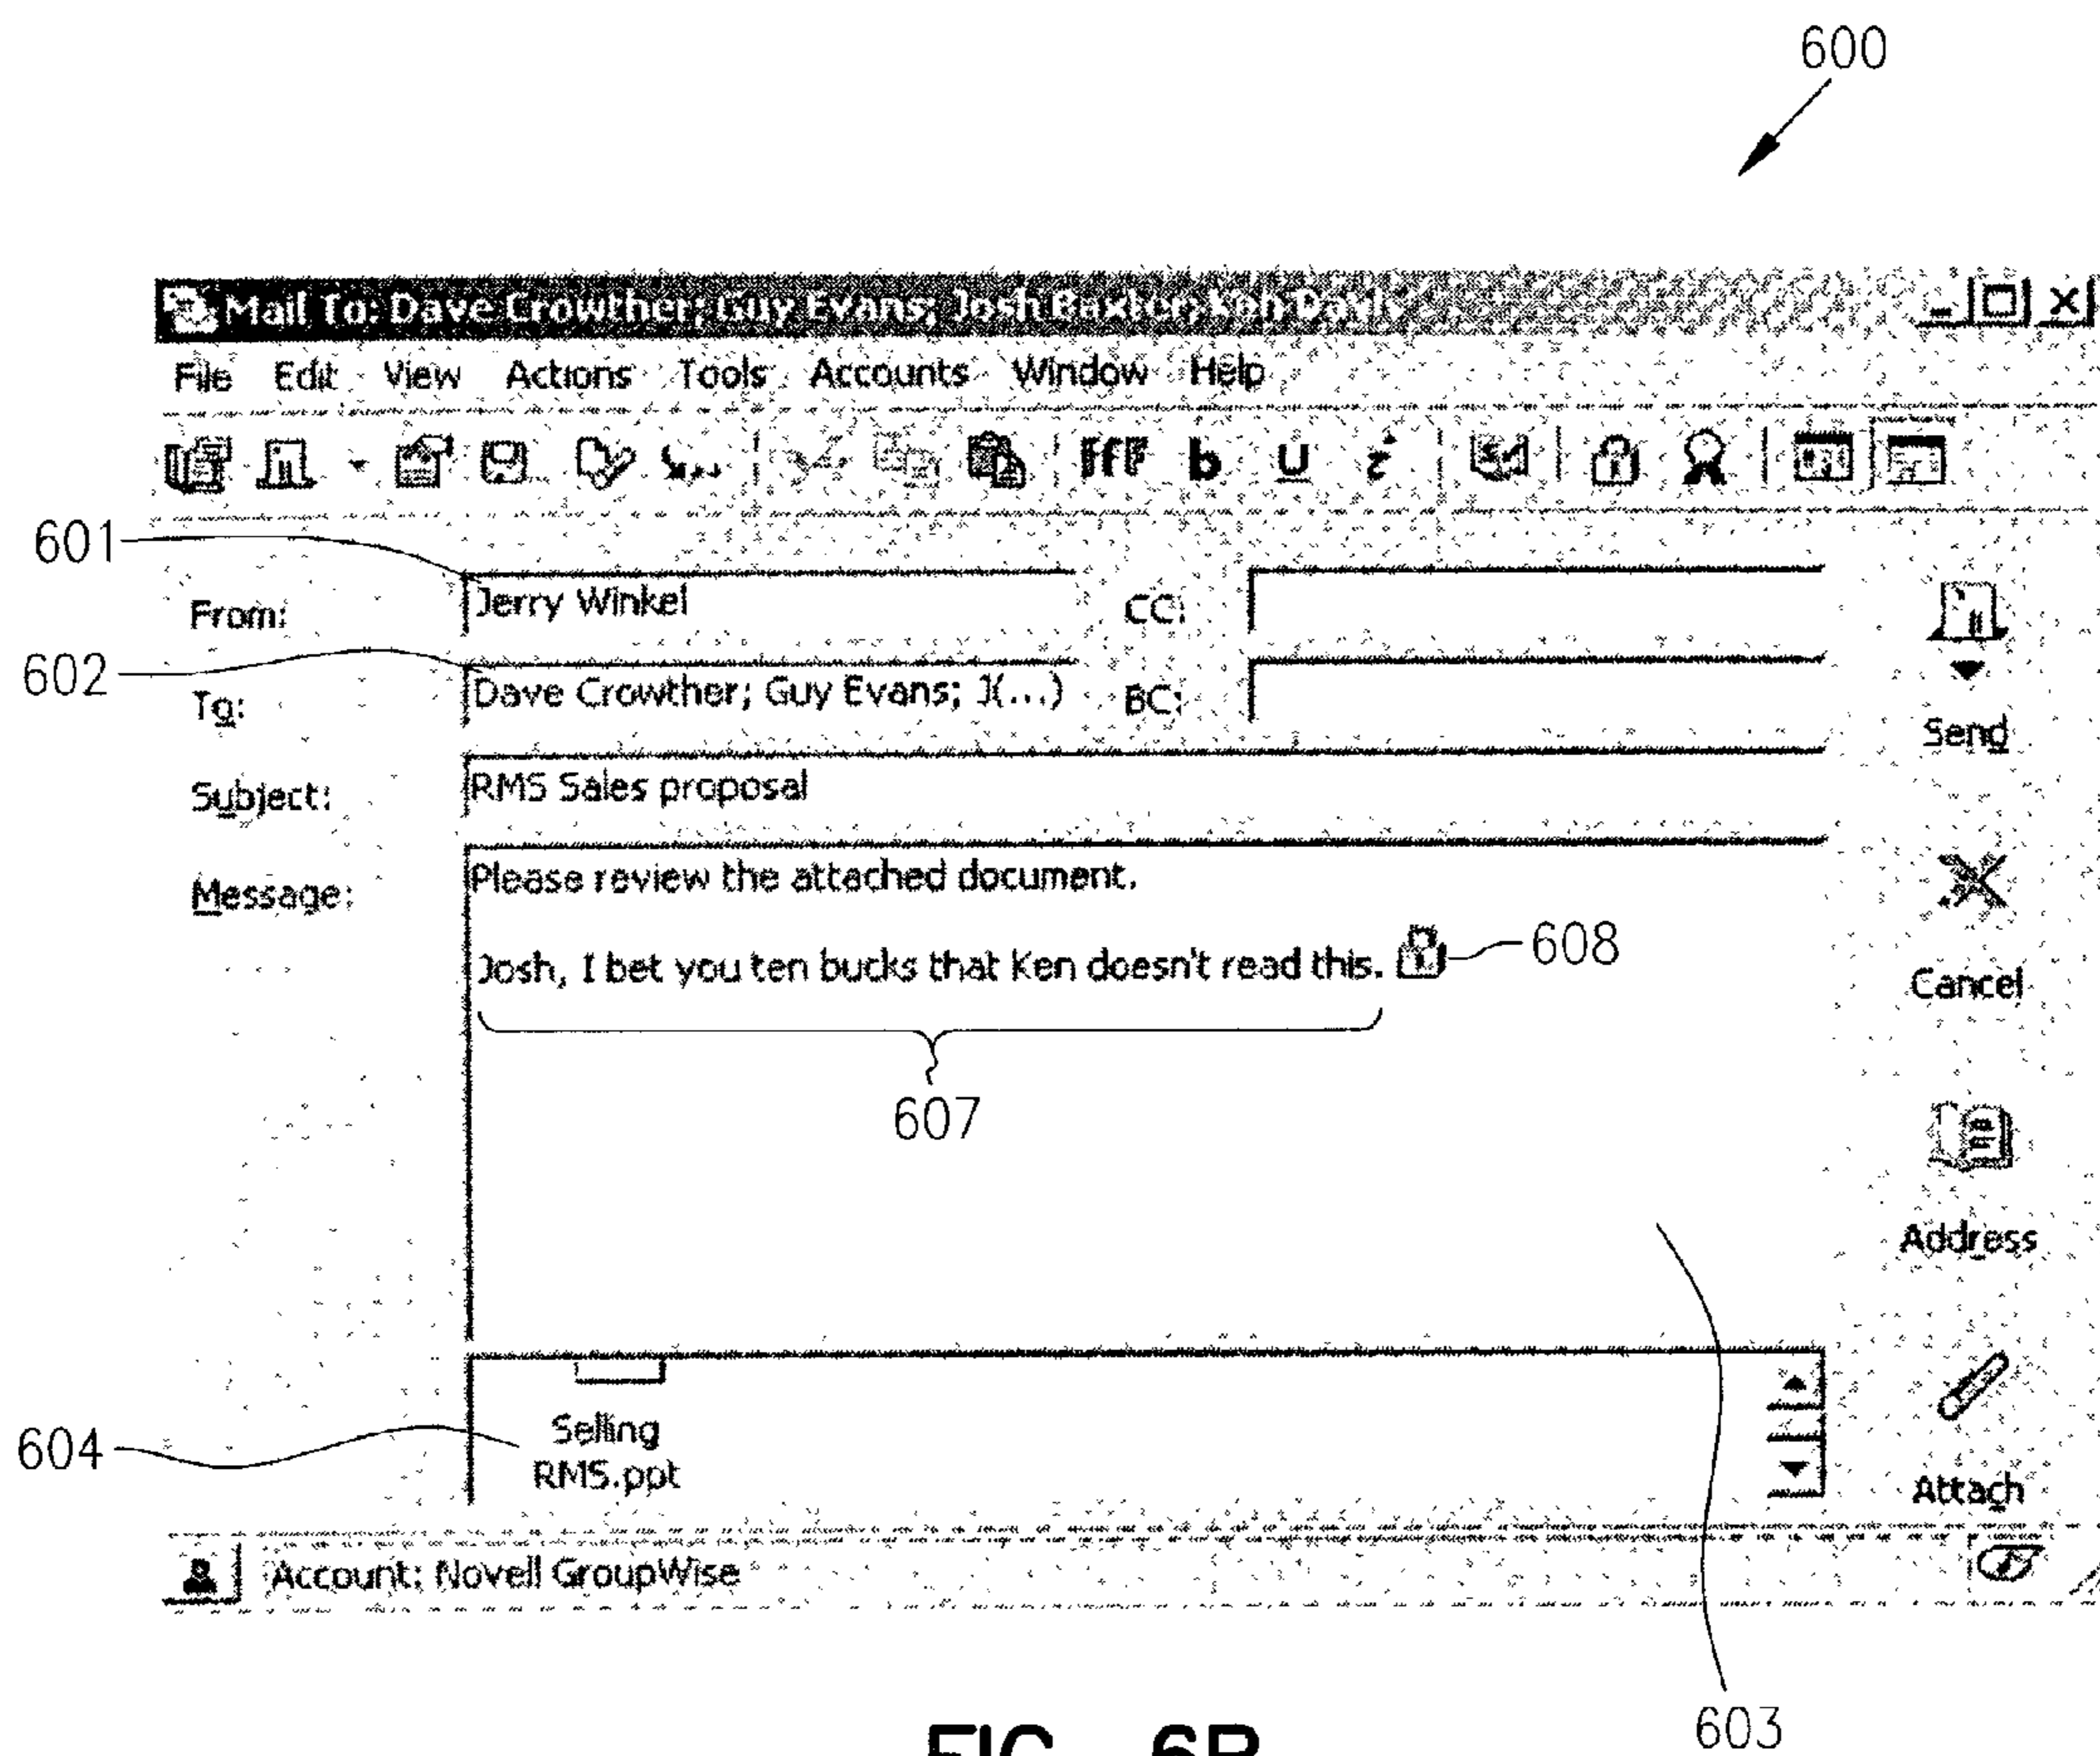 600
Mail To: Dave Crowther; Guy Evans; Josh Baxter;
File Edit View Actions Tools Accounts Window Help
b u
601
From: Jerry Winkel CC:
602
To: Dave Crowther; Guy Evans; J(...) BC:
Send
Subject: RMS Sales proposal
Message: Please review the attached document.
Josh, I bet you ten bucks that Ken doesn't read this. 608
Cancel
607
Address
604
Selling
RMS.ppt
Attach
Account: Novell GroupWise
603
FIG. 6B